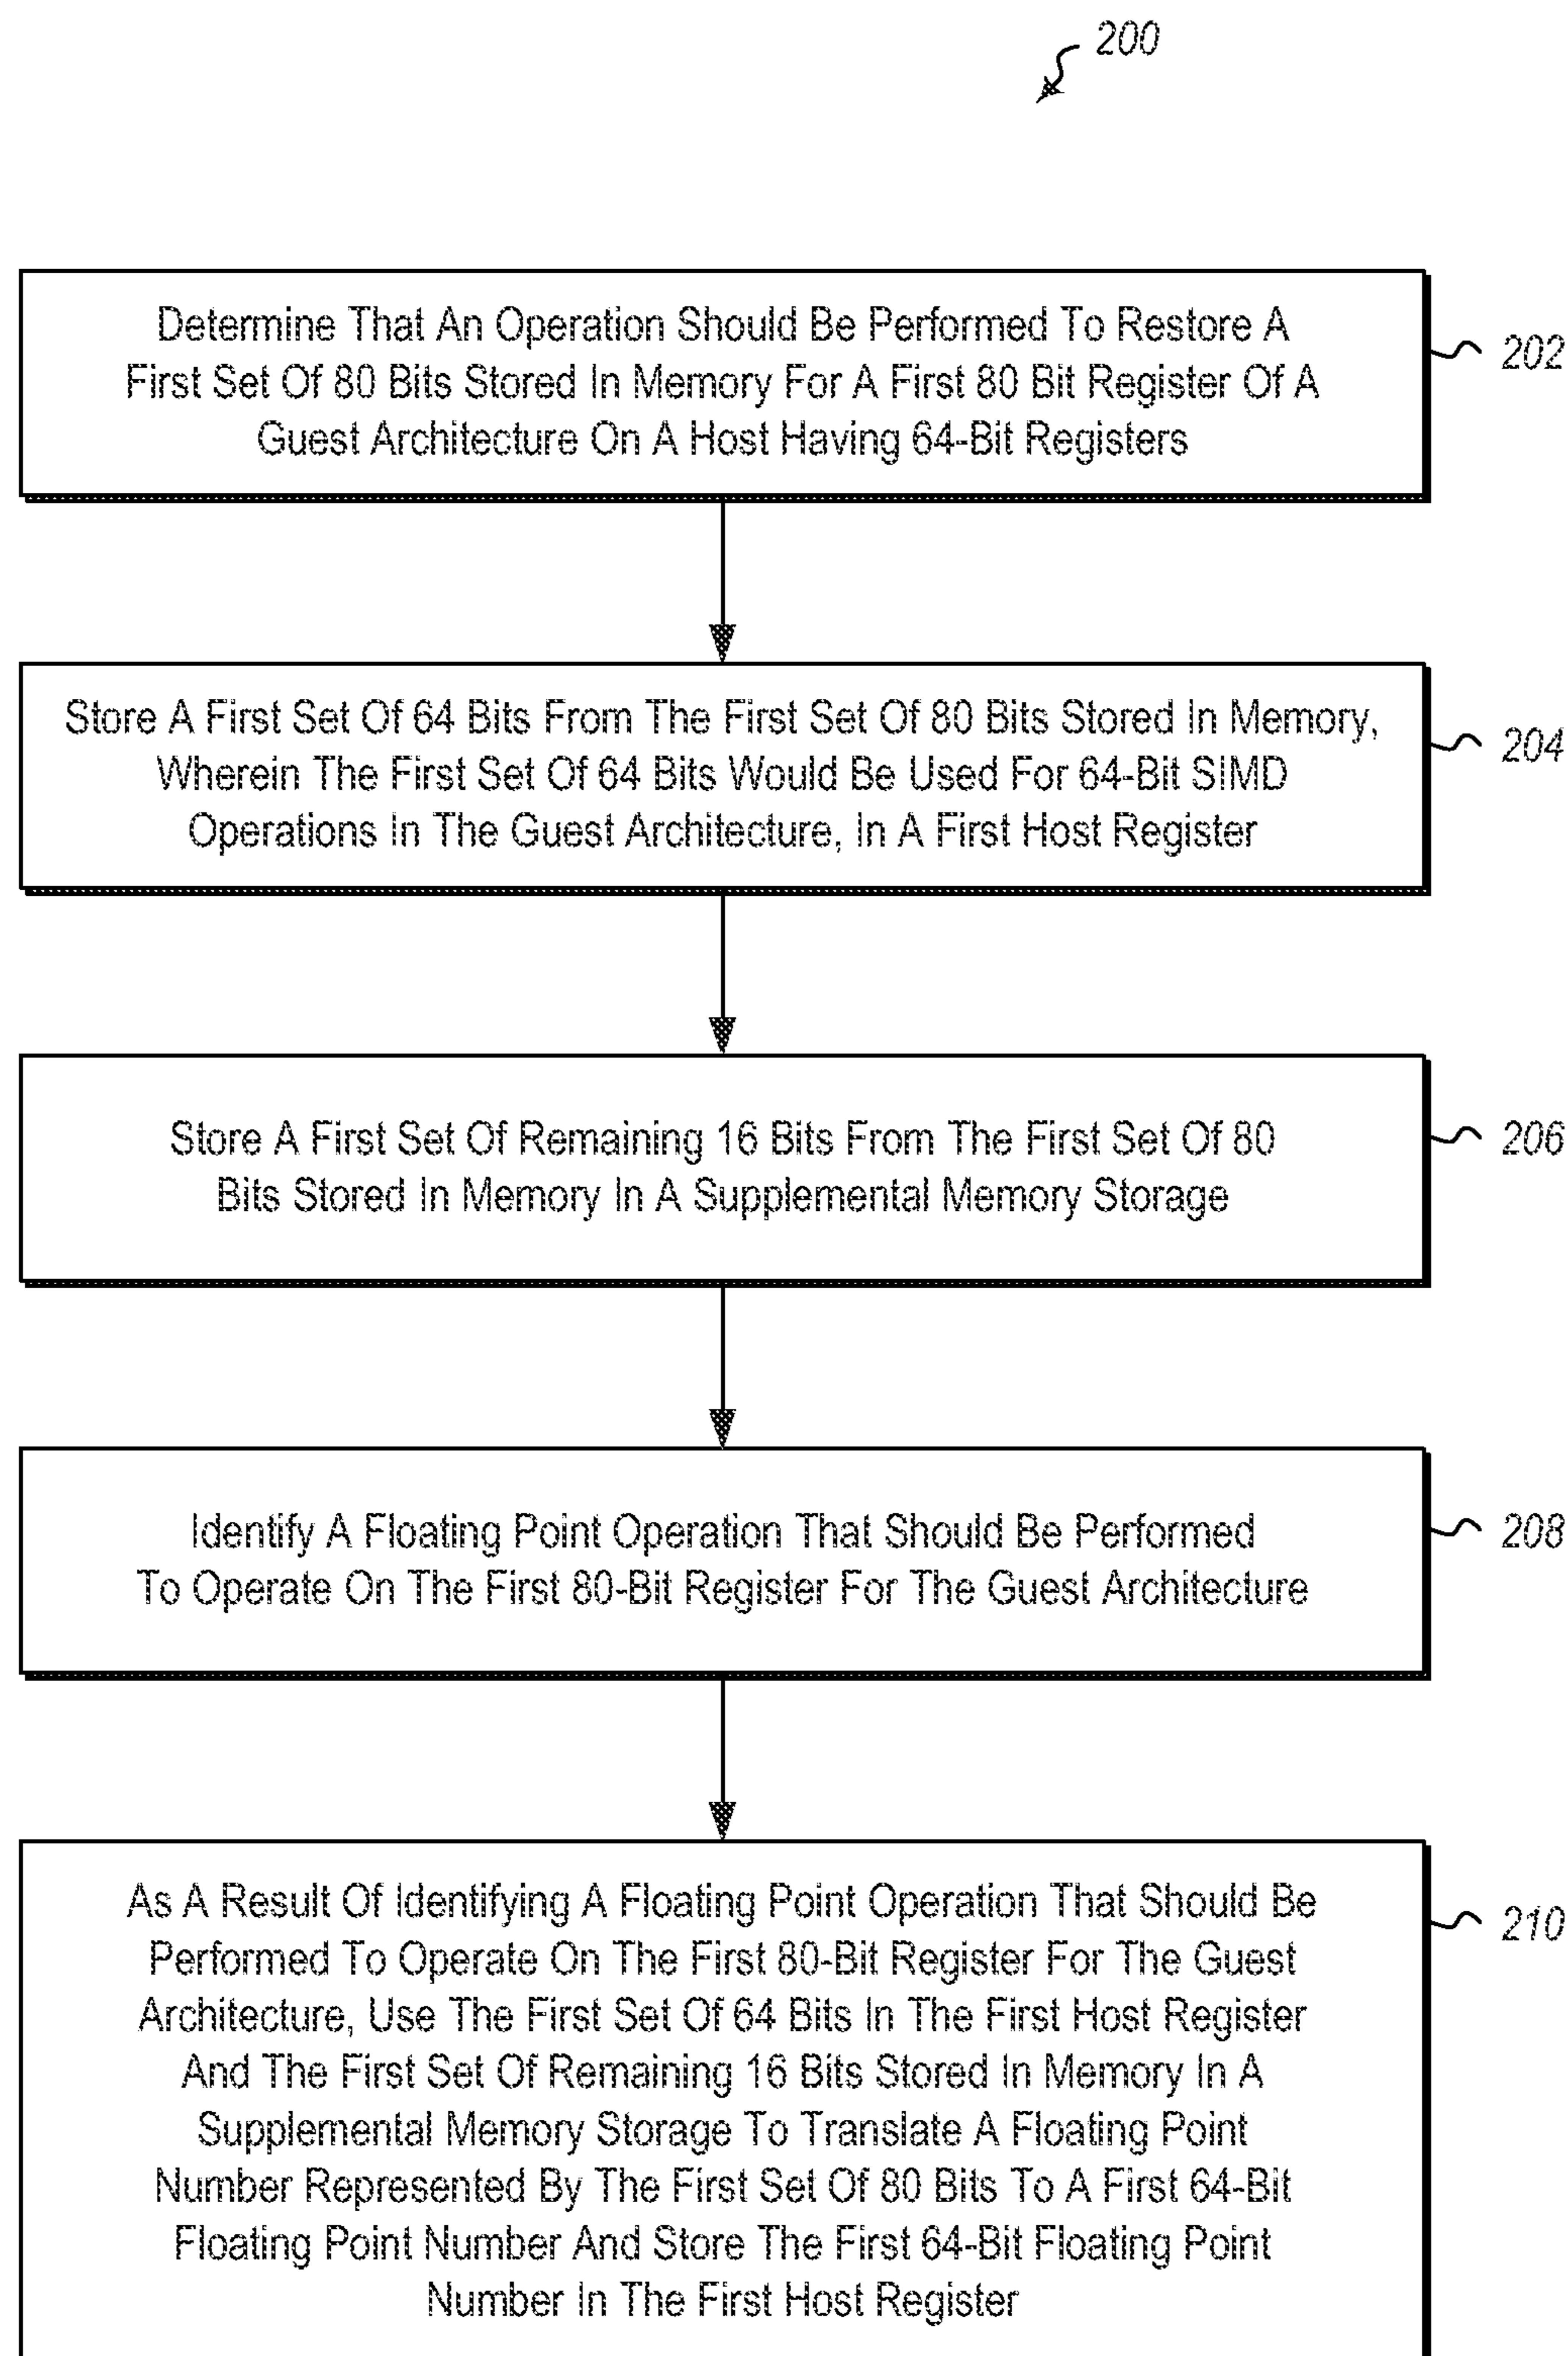 200
Determine That An Operation Should Be Performed To Restore A
First Set Of 80 Bits Stored In Memory For A First 80 Bit Register Of A
Guest Architecture On A Host Having 64-Bit Registers
202
Store A First Set Of 64 Bits From The First Set Of 80 Bits Stored In Memory,
Wherein The First Set Of 64 Bits Would Be Used For 64-Bit SIMD
Operations In The Guest Architecture, In A First Host Register
204
Store A First Set Of Remaining 16 Bits From The First Set Of 80
Bits Stored In Memory In A Supplemental Memory Storage
206
Identify A Floating Point Operation That Should Be Performed
To Operate On The First 80-Bit Register For The Guest Architecture
208
As A Result Of Identifying A Floating Point Operation That Should Be
Performed To Operate On The First 80-Bit Register For The Guest
Architecture, Use The First Set Of 64 Bits In The First Host Register
And The First Set Of Remaining 16 Bits Stored In Memory In A
Supplemental Memory Storage To Translate A Floating Point
Number Represented By The First Set Of 80 Bits To A First 64-Bit
Floating Point Number And Store The First 64-Bit Floating Point
Number In The First Host Register
210